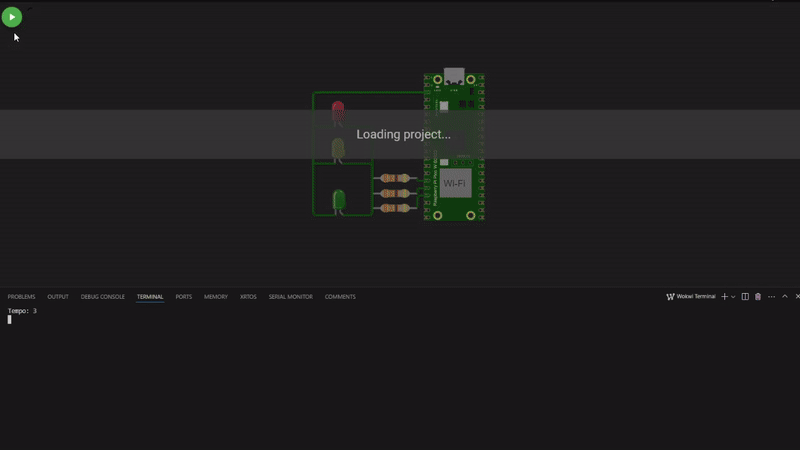 Loading project...
Wi-Fi
PROBLEMS OUTPUT DEBUG CONSOLE TERMINAL PORTS MEMORY XRTOS SERIAL MONITOR COMMENTS
Wokwi Terminal
Tempo: 3